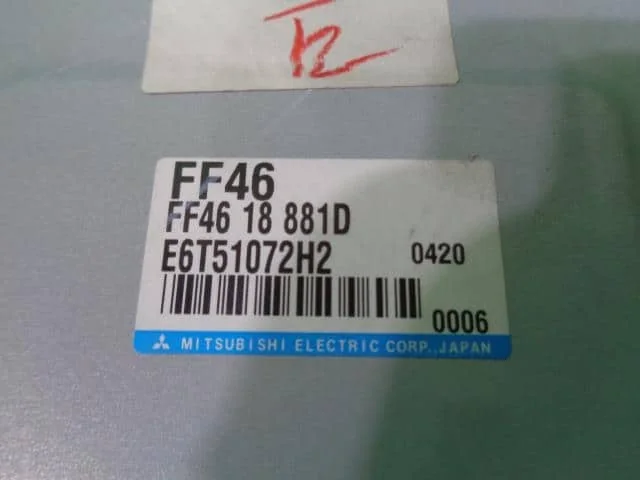 FF46
FF46 18 881D
E6T51072H2 0420
0006
MITSUBISHI ELECTRIC CORP., JAPAN